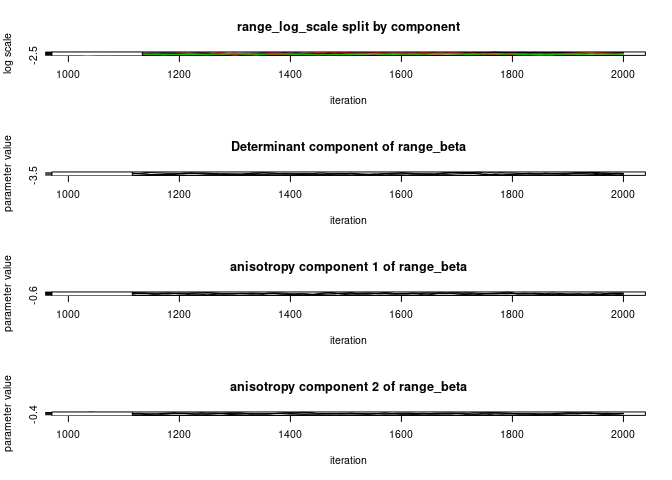 range_log_scale split by component
log scale
-2.5
1000 1200 1400 1600 1800 2000
iteration
Determinant component of range_beta
parameter value
-3.5
1000 1200 1400 1600 1800 2000
iteration
anisotropy component 1 of range_beta
parameter value
-0.6
1000 1200 1400 1600 1800 2000
iteration
anisotropy component 2 of range_beta
parameter value
-0.4
1000 1200 1400 1600 1800 2000
iteration